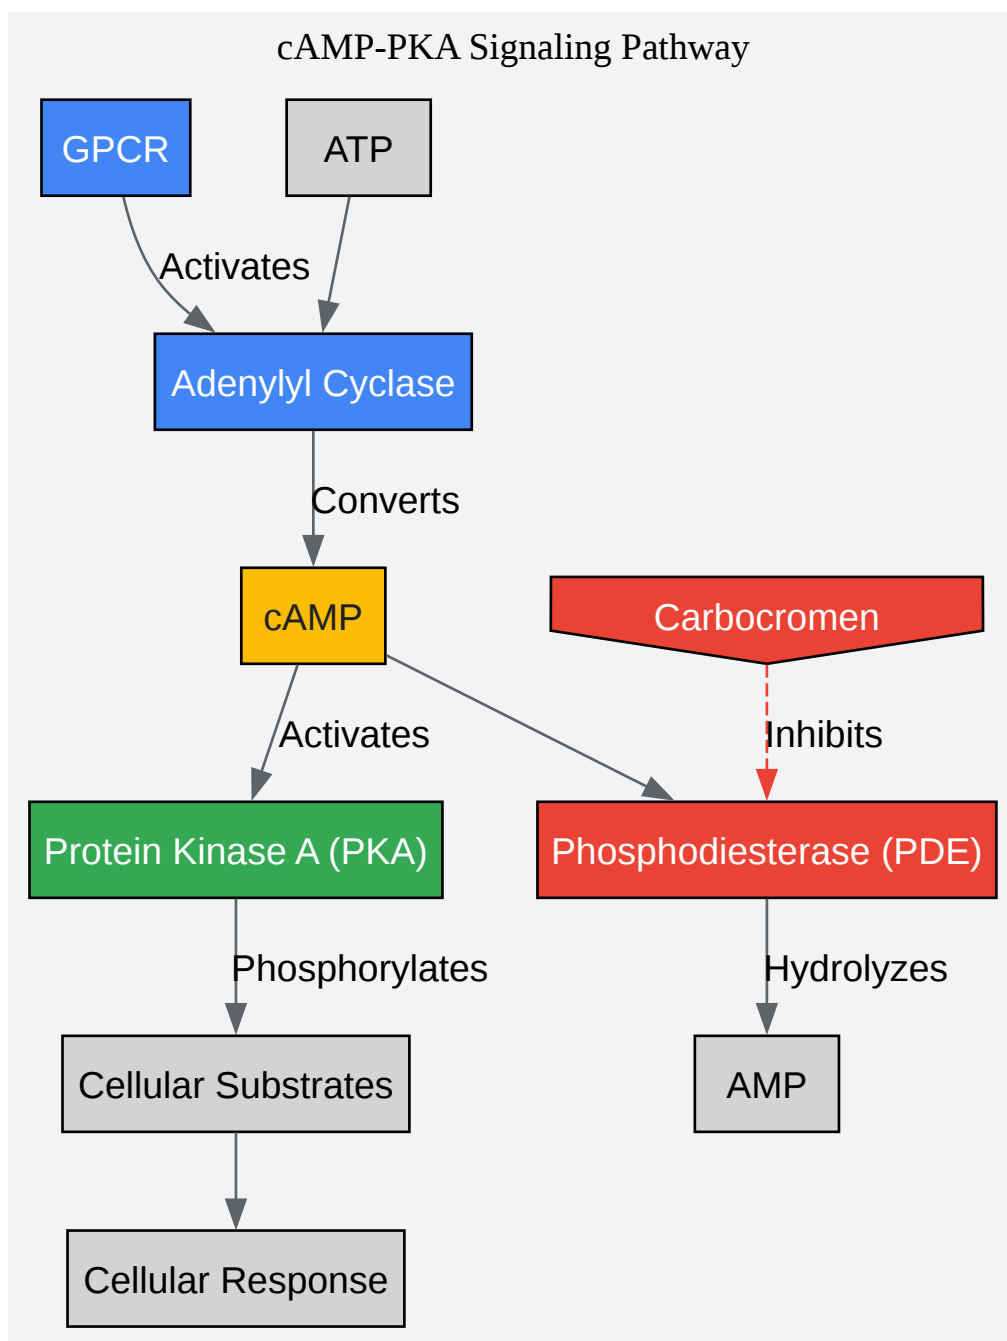 cAMP-PKA Signaling Pathway
GPCR
ATP
Activates
Adenylyl Cyclase
Converts
cAMP
Carbocromen
Activates
Inhibits
Protein Kinase A (PKA)
Phosphodiesterase (PDE)
Phosphorylates
Hydrolyzes
Cellular Substrates
AMP
Cellular Response